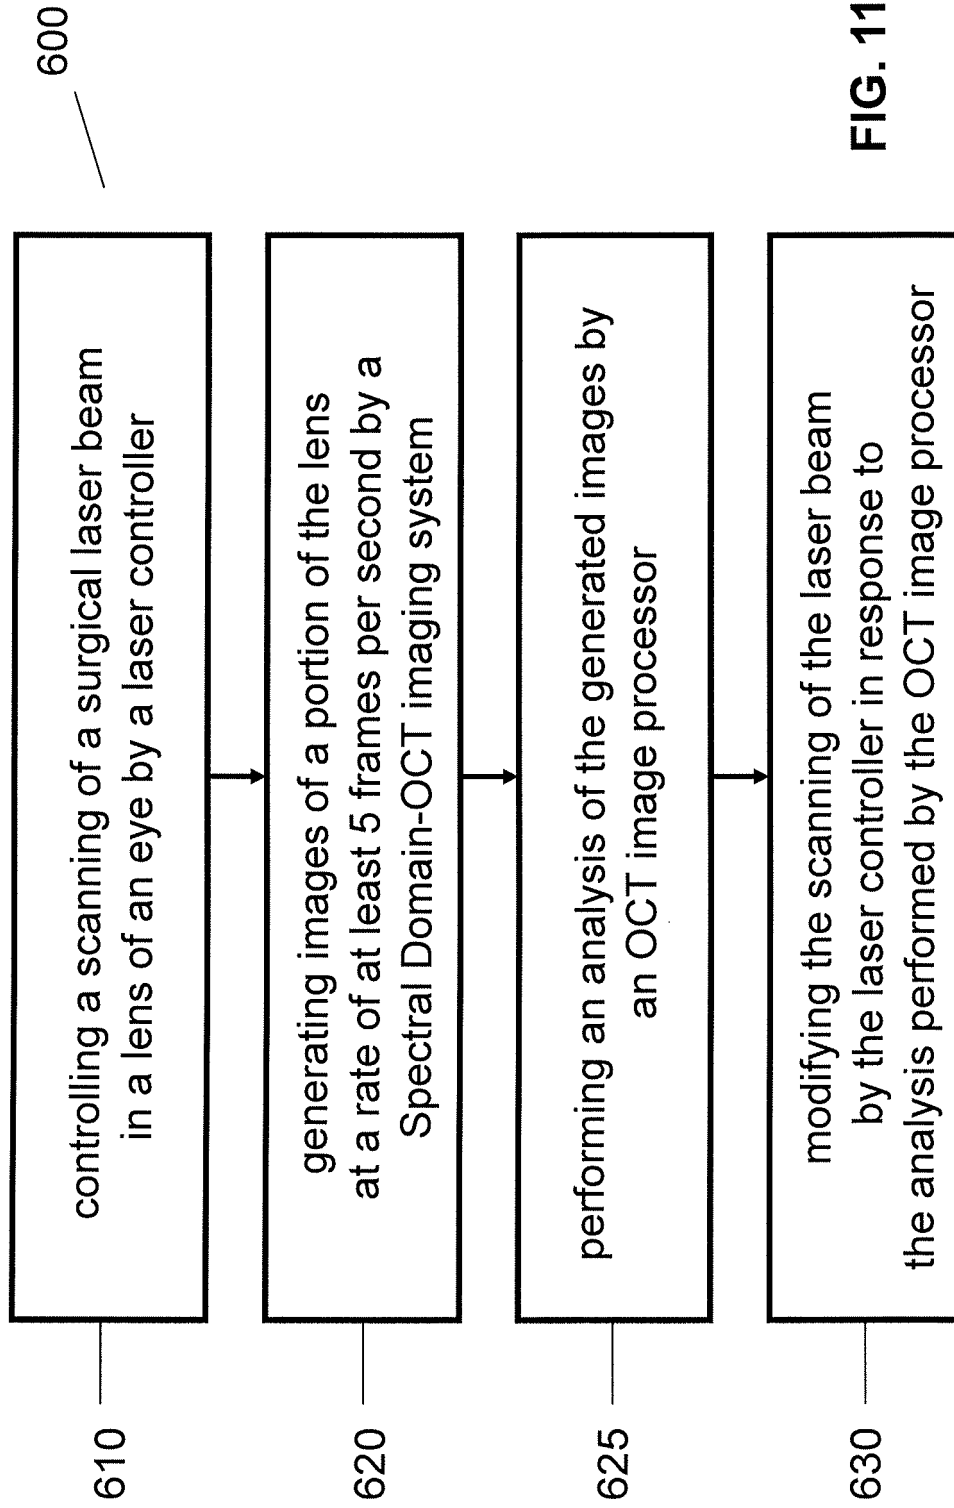 600
610
controlling a scanning of a surgical laser beam
in a lens of an eye by a laser controller
620
generating images of a portion of the lens
at a rate of at least 5 frames per second by a
Spectral Domain-OCT imaging system
625
performing an analysis of the generated images by
an OCT image processor
630
modifying the scanning of the laser beam
by the laser controller in response to
the analysis performed by the OCT image processor
FIG. 11